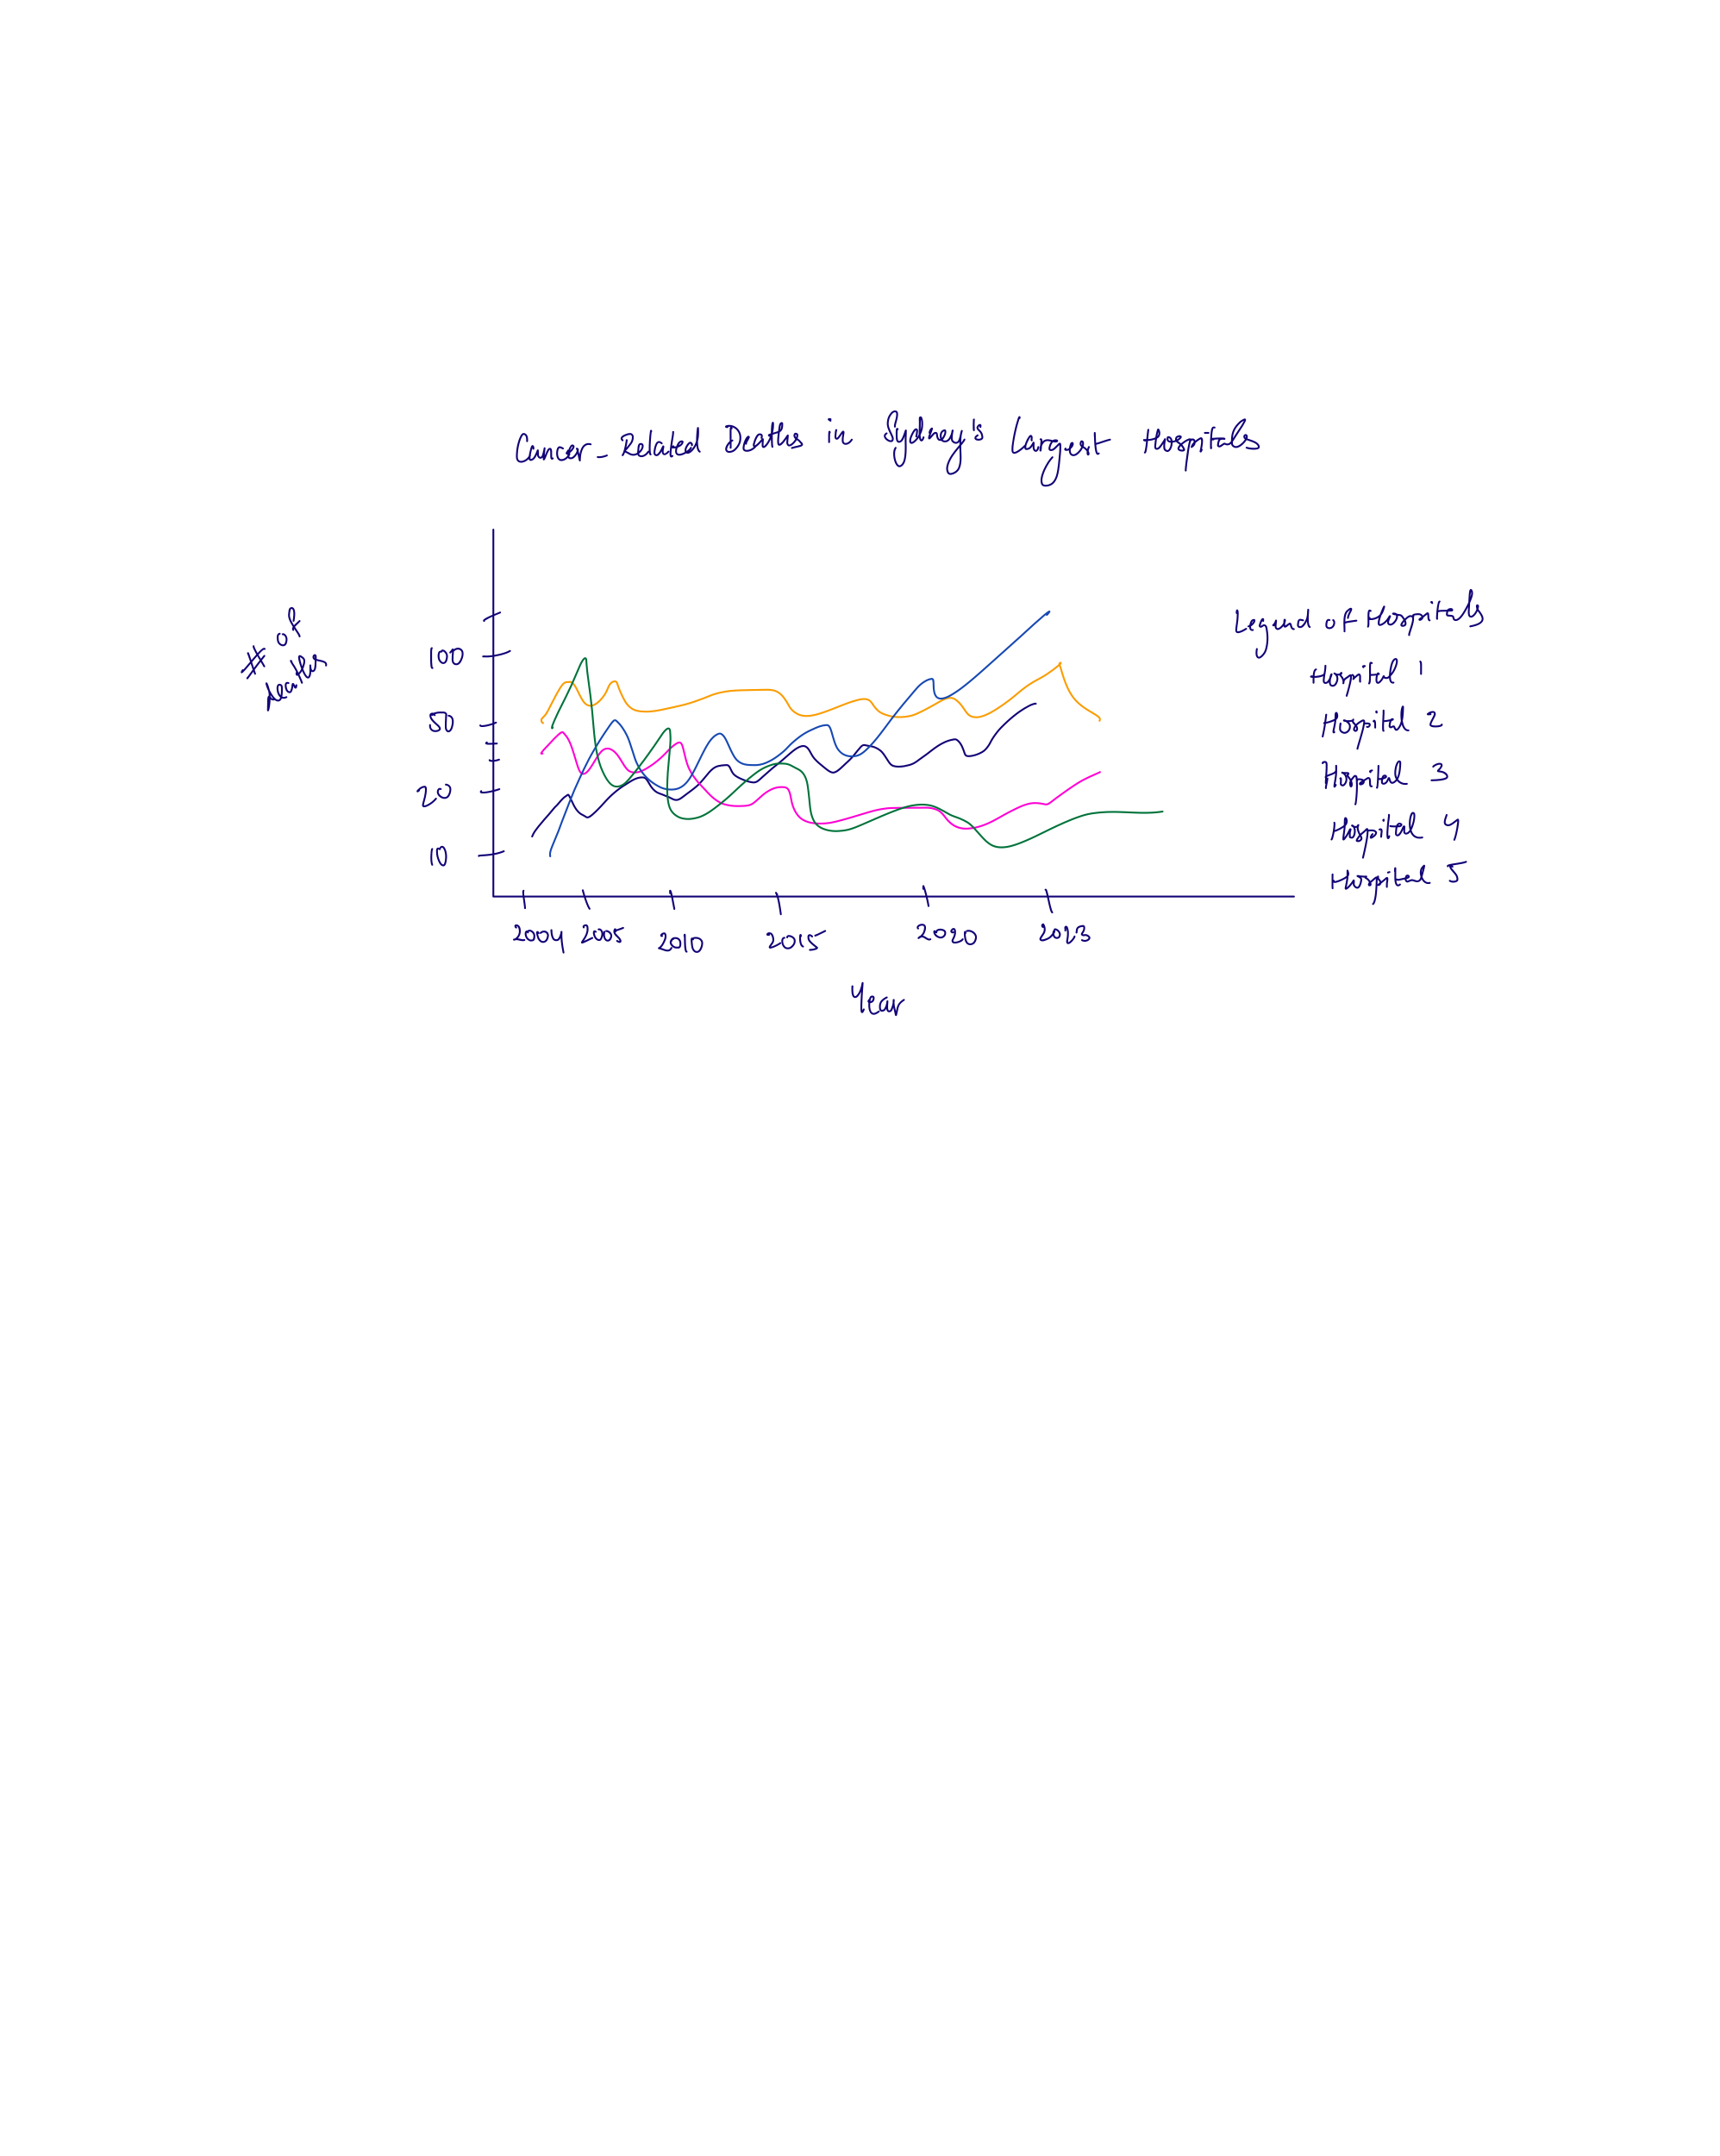 Cancer-Related Deaths in Sydney's Largest Hospitals
# of
deaths
100
50
20
10
2004 2005 2010 2015 2020 2023
Year
Legend of Hospitals
Hospital 1
Hospital 2
Hospital 3
Hospital 4
Hospital 5